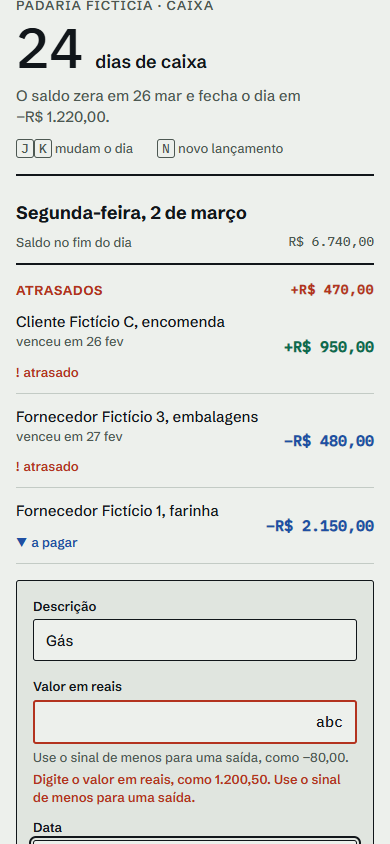 PADARIA FICTÍCIA · CAIXA
24 dias de caixa
O saldo zera em 26 mar e fecha o dia em
−R$ 1.220,00.
J K mudam o dia N novo lançamento
Segunda-feira, 2 de março
Saldo no fim do dia R$ 6.740,00
ATRASADOS +R$ 470,00
Cliente Fictício C, encomenda
venceu em 26 fev
+R$ 950,00
! atrasado
Fornecedor Fictício 3, embalagens
venceu em 27 fev
−R$ 480,00
! atrasado
Fornecedor Fictício 1, farinha
−R$ 2.150,00
▼ a pagar
Descrição
Gás
Valor em reais
abc
Use o sinal de menos para uma saída, como −80,00.
Digite o valor em reais, como 1.200,50. Use o sinal
de menos para uma saída.
Data